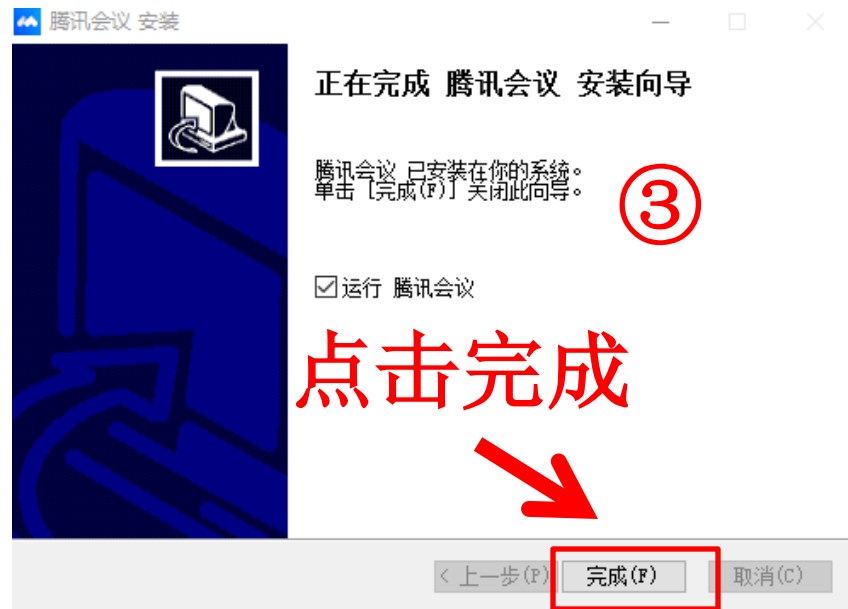 腾讯会议 安装
正在完成 腾讯会议 安装向导
腾讯会议 已安装在你的系统。
单击 [完成(F)] 关闭此向导。
③
运行 腾讯会议
点击完成
< 上一步(P)
完成(F)
取消(C)